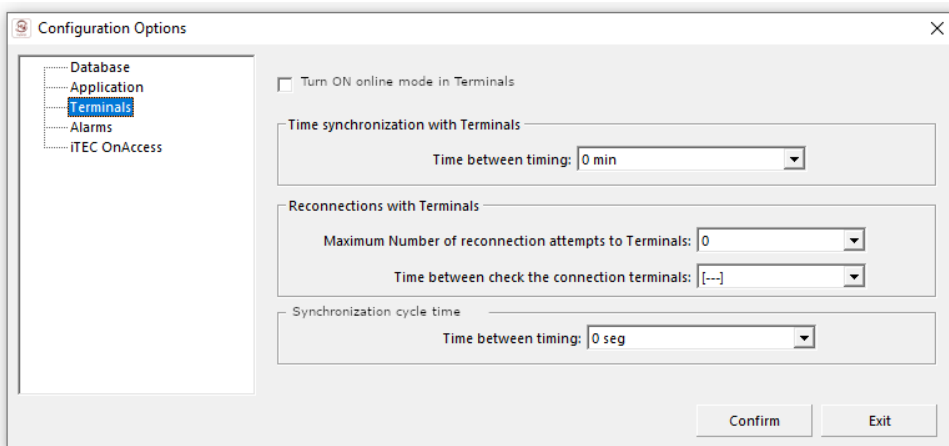 Configuration Options
Database
Application
Terminals
Alarms
iTEC OnAccess
Turn ON online mode in Terminals
Time synchronization with Terminals
Time between timing: 0 min
Reconnections with Terminals
Maximum Number of reconnection attempts to Terminals: 0
Time between check the connection terminals: [---]
Synchronization cycle time
Time between timing: 0 seg
Confirm Exit